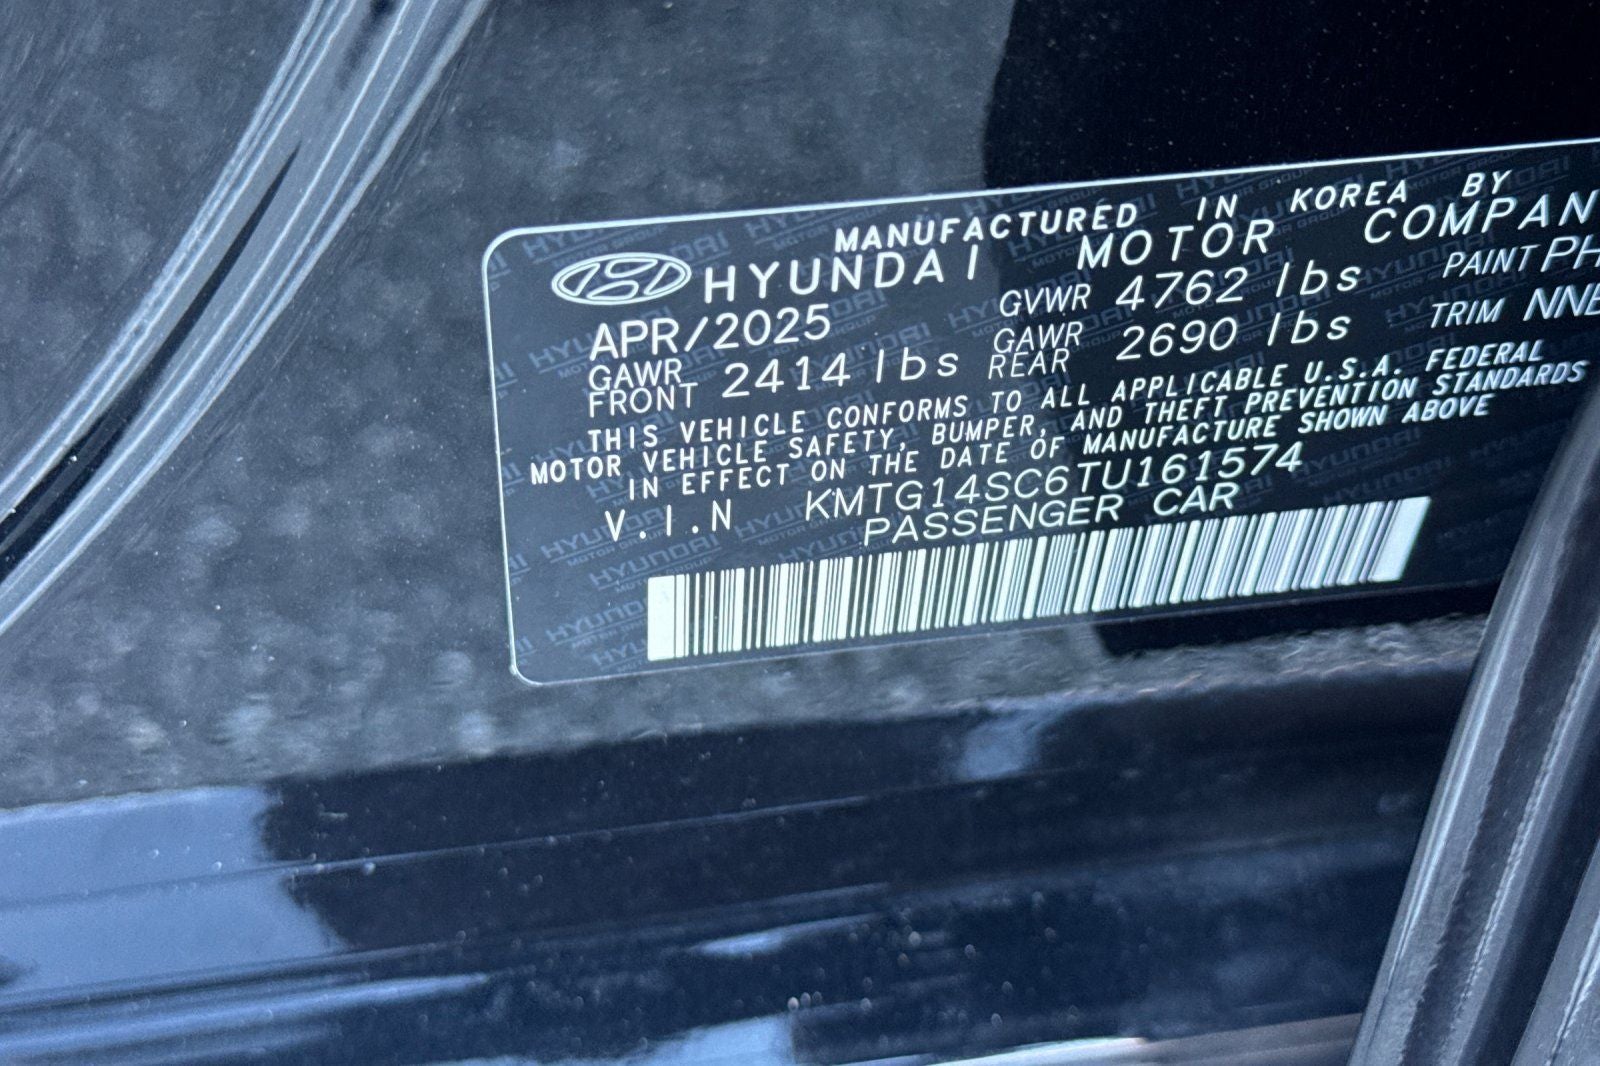 MANUFACTURED IN KOREA BY
HYUNDAI MOTOR COMPAN
APR/2025 GVWR 4762 lbs PAINT PH
GAWR FRONT 2414 lbs GAWR REAR 2690 lbs TRIM NNB
THIS VEHICLE CONFORMS TO ALL APPLICABLE U.S.A. FEDERAL
MOTOR VEHICLE SAFETY, BUMPER, AND THEFT PREVENTION STANDARDS
IN EFFECT ON THE DATE OF MANUFACTURE SHOWN ABOVE
V.I.N KMTG14SC6TU161574
PASSENGER CAR